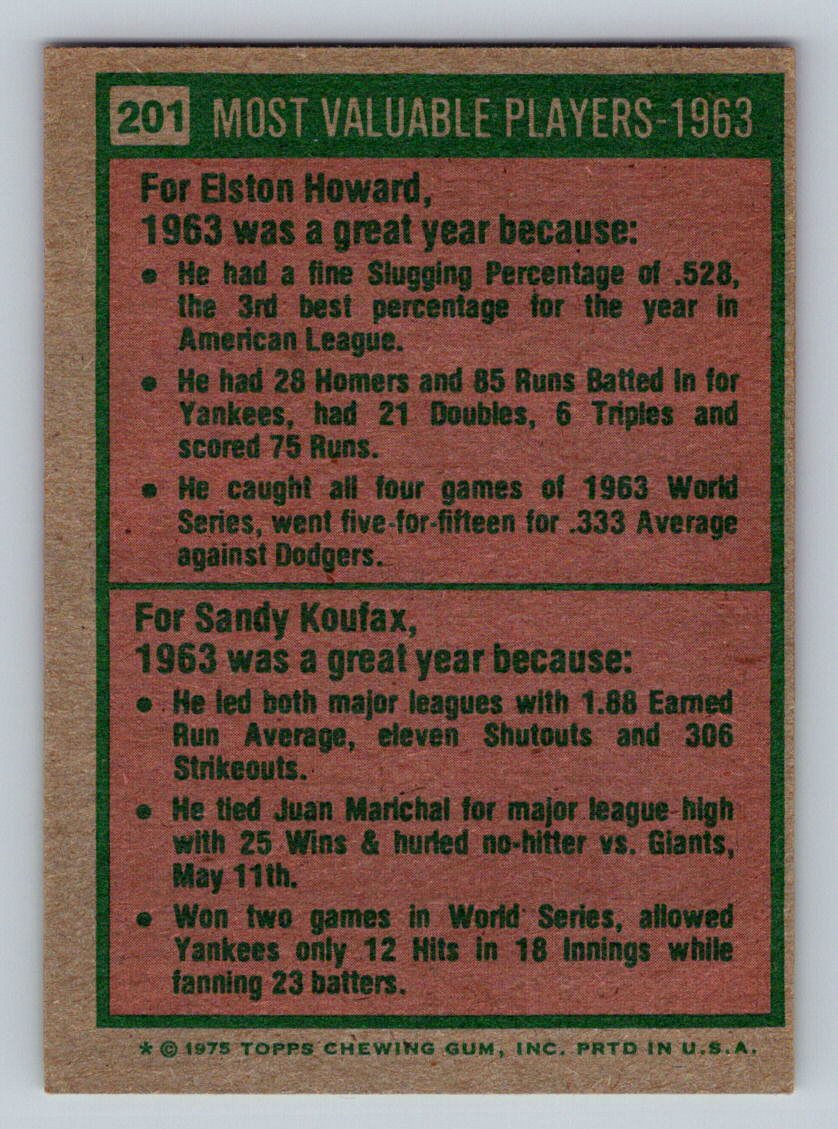 201 MOST VALUABLE PLAYERS-1963
For Elston Howard,
1963 was a great year because:
• He had a fine Slugging Percentage of .528,
the 3rd best percentage for the year in
American League.
• He had 28 Homers and 85 Runs Batted In for
Yankees, had 21 Doubles, 6 Triples and
scored 75 Runs.
• He caught all four games of 1963 World
Series, went five-for-fifteen for .333 Average
against Dodgers.
For Sandy Koufax,
1963 was a great year because:
• He led both major leagues with 1.88 Earned
Run Average, eleven Shutouts and 306
Strikeouts.
• He tied Juan Marichal for major league high
with 25 Wins & hurled no-hitter vs. Giants,
May 11th.
• Won two games in World Series, allowed
Yankees only 12 Hits in 18 Innings while
fanning 23 batters.
* © 1975 TOPPS CHEWING GUM, INC. PRTD IN U.S.A.